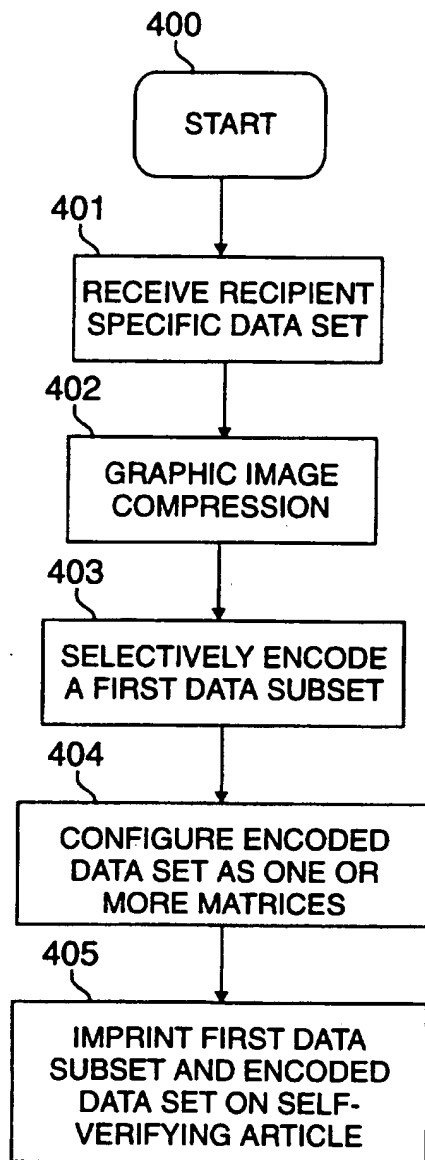 400
START
401
RECEIVE RECIPIENT
SPECIFIC DATA SET
402
GRAPHIC IMAGE
COMPRESSION
403
SELECTIVELY ENCODE
A FIRST DATA SUBSET
404
CONFIGURE ENCODED
DATA SET AS ONE OR
MORE MATRICES
405
IMPRINT FIRST DATA
SUBSET AND ENCODED
DATA SET ON SELF-
VERIFYING ARTICLE